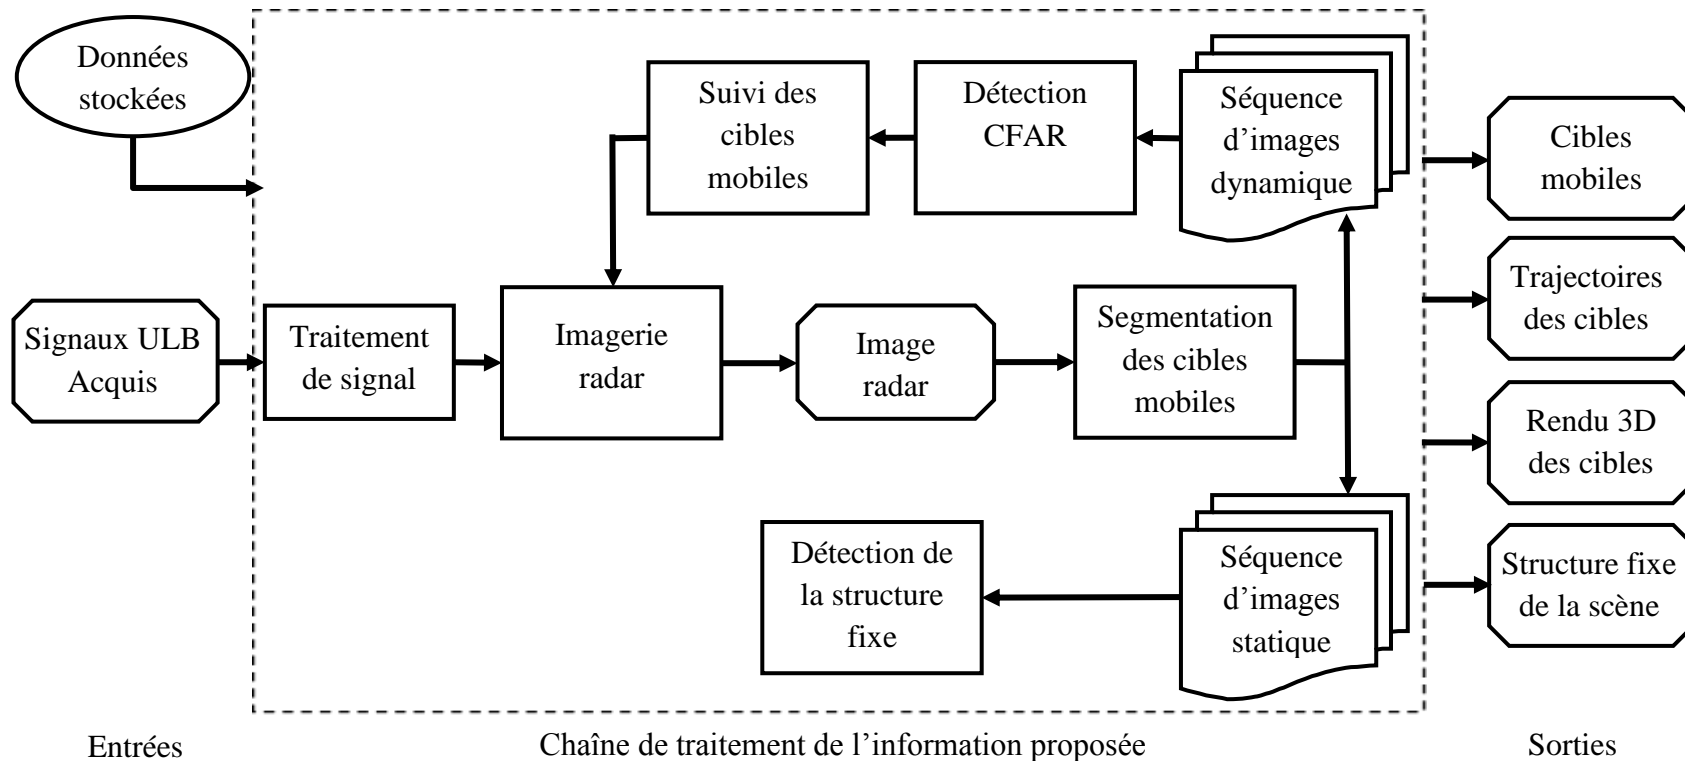 Données
stockées
Suivi des
cibles
mobiles
Détection
CFAR
Séquence
d’images
dynamique
Cibles
mobiles
Trajectoires
des cibles
Signaux ULB
Acquis
Traitement
de signal
Imagerie
radar
Image
radar
Segmentation
des cibles
mobiles
Rendu 3D
des cibles
Détection de
la structure
fixe
Séquence
d’images
statique
Structure fixe
de la scène
Entrées
Chaîne de traitement de l’information proposée
Sorties